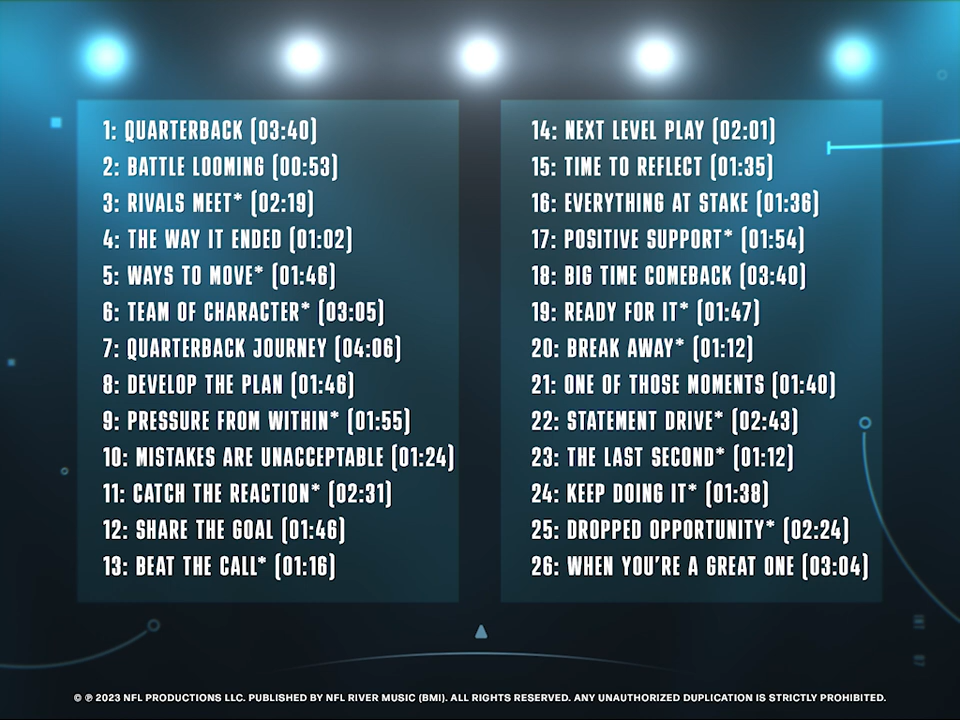 1: QUARTERBACK (03:40)
2: BATTLE LOOMING (00:53)
3: RIVALS MEET* (02:19)
4: THE WAY IT ENDED (01:02)
5: WAYS TO MOVE* (01:46)
6: TEAM OF CHARACTER* (03:05)
7: QUARTERBACK JOURNEY (04:06)
8: DEVELOP THE PLAN (01:46)
9: PRESSURE FROM WITHIN* (01:55)
10: MISTAKES ARE UNACCEPTABLE (01:24)
11: CATCH THE REACTION* (02:31)
12: SHARE THE GOAL (01:46)
13: BEAT THE CALL* (01:16)
14: NEXT LEVEL PLAY (02:01)
15: TIME TO REFLECT (01:35)
16: EVERYTHING AT STAKE (01:36)
17: POSITIVE SUPPORT* (01:54)
18: BIG TIME COMEBACK (03:40)
19: READY FOR IT* (01:47)
20: BREAK AWAY* (01:12)
21: ONE OF THOSE MOMENTS (01:40)
22: STATEMENT DRIVE* (02:43)
23: THE LAST SECOND* (01:12)
24: KEEP DOING IT* (01:38)
25: DROPPED OPPORTUNITY* (02:24)
26: WHEN YOU'RE A GREAT ONE (03:04)
© ℗ 2023 NFL PRODUCTIONS LLC. PUBLISHED BY NFL RIVER MUSIC (BMI). ALL RIGHTS RESERVED. ANY UNAUTHORIZED DUPLICATION IS STRICTLY PROHIBITED.